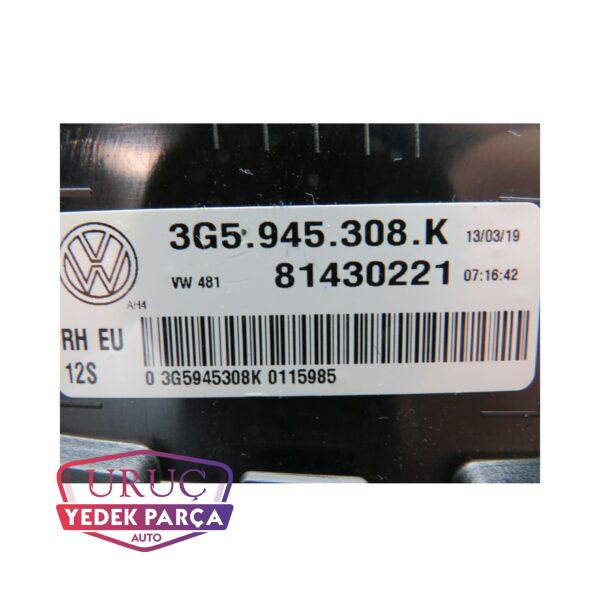 3G5.945.308.K 13/03/19
VW 481 81430221 07:16:42
AH4
RH EU
12S
0 3G5945308K 0115985
URUÇ
YEDEK PARÇA
AUTO